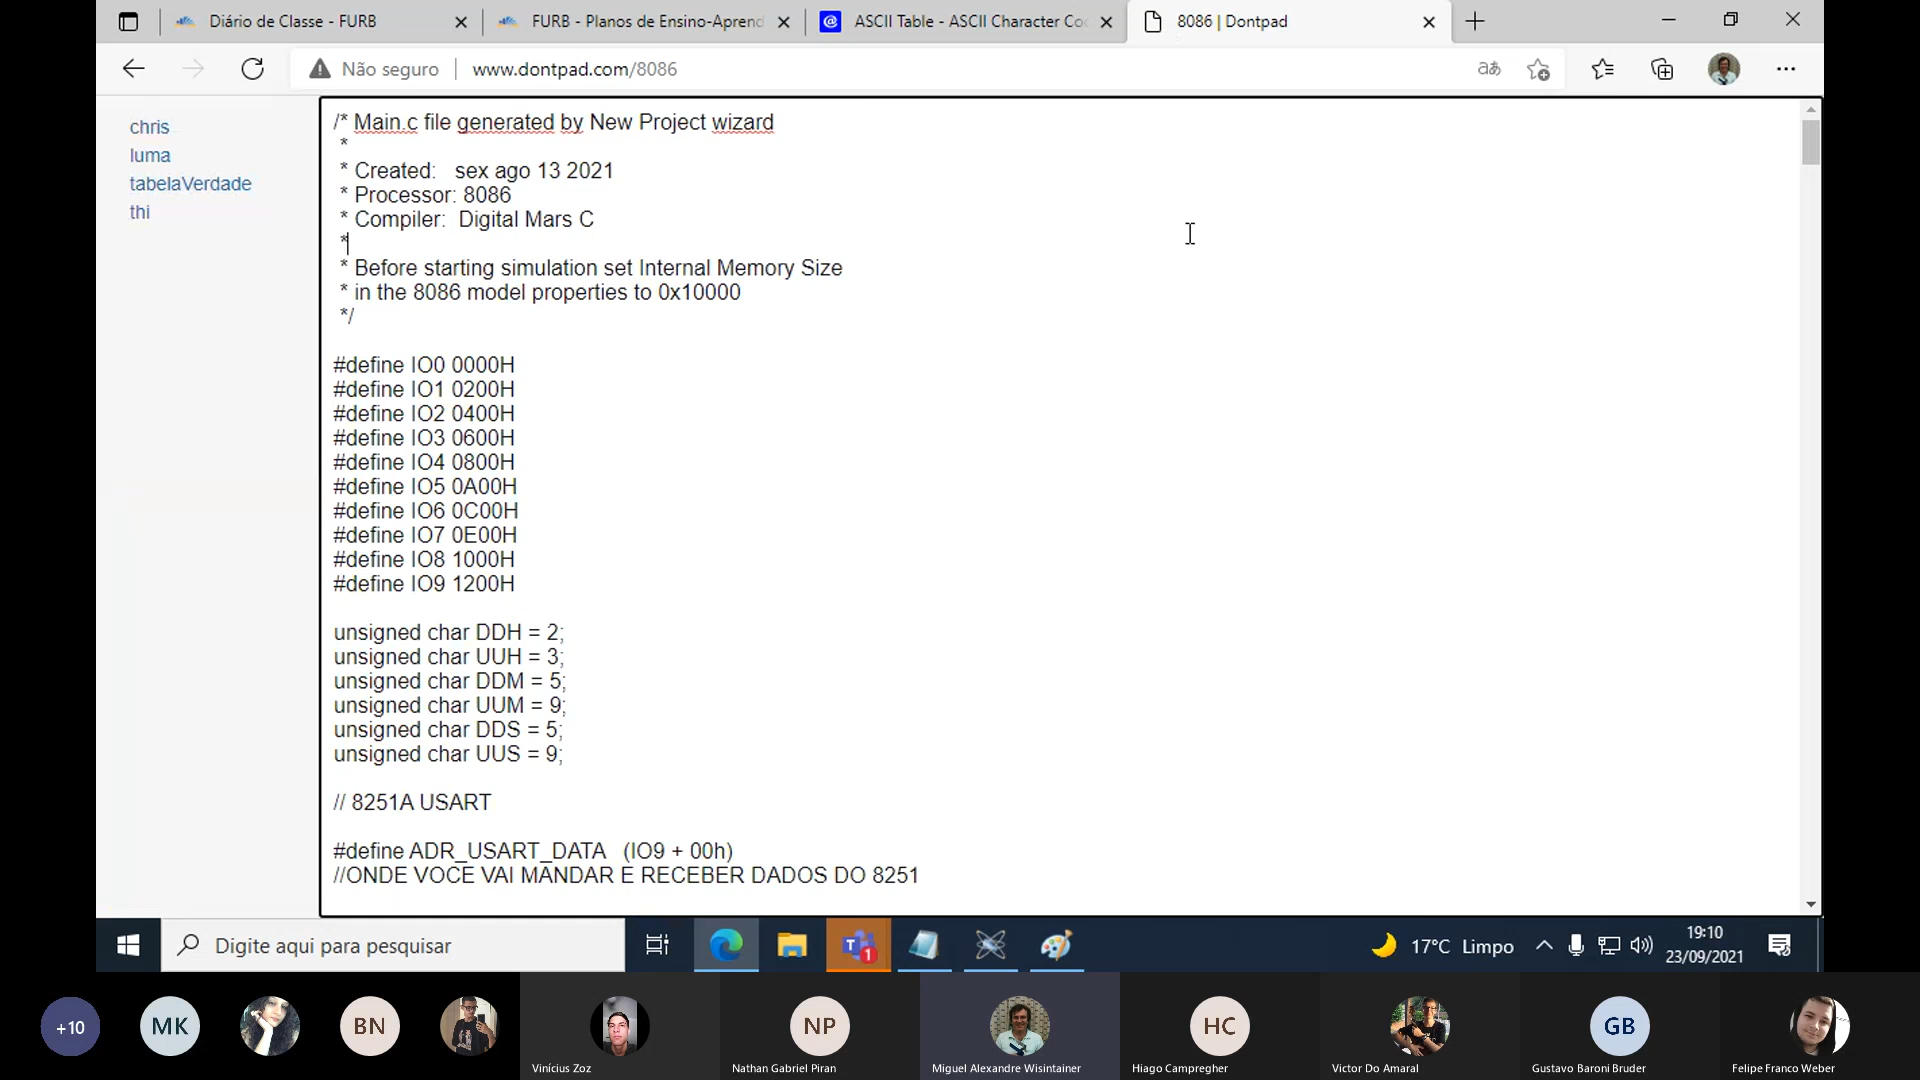 Diário de Classe - FURB
FURB - Planos de Ensino-Aprend
ASCII Table - ASCII Character Coc
8086 | Dontpad
Não seguro
www.dontpad.com/8086
chris
luma
tabelaVerdade
thi
/* Main.c file generated by New Project wizard
*
* Created:   sex ago 13 2021
* Processor: 8086
* Compiler:  Digital Mars C
*
* Before starting simulation set Internal Memory Size
* in the 8086 model properties to 0x10000
*/
#define IO0 0000H
#define IO1 0200H
#define IO2 0400H
#define IO3 0600H
#define IO4 0800H
#define IO5 0A00H
#define IO6 0C00H
#define IO7 0E00H
#define IO8 1000H
#define IO9 1200H
unsigned char DDH = 2;
unsigned char UUH = 3;
unsigned char DDM = 5;
unsigned char UUM = 9;
unsigned char DDS = 5;
unsigned char UUS = 9;
// 8251A USART
#define ADR_USART_DATA   (IO9 + 00h)
//ONDE VOCE VAI MANDAR E RECEBER DADOS DO 8251
Digite aqui para pesquisar
1
17°C Limpo
19:10
23/09/2021
+10
MK
BN
NP
HC
GB
Vinícius Zoz
Nathan Gabriel Piran
Miguel Alexandre Wisintainer
Hiago Campregher
Victor Do Amaral
Gustavo Baroni Bruder
Felipe Franco Weber